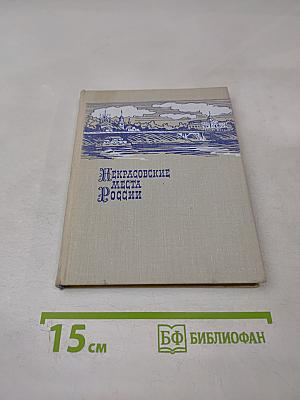 Некрасовские
места
России
15 см
БФ БИБЛИОФАН